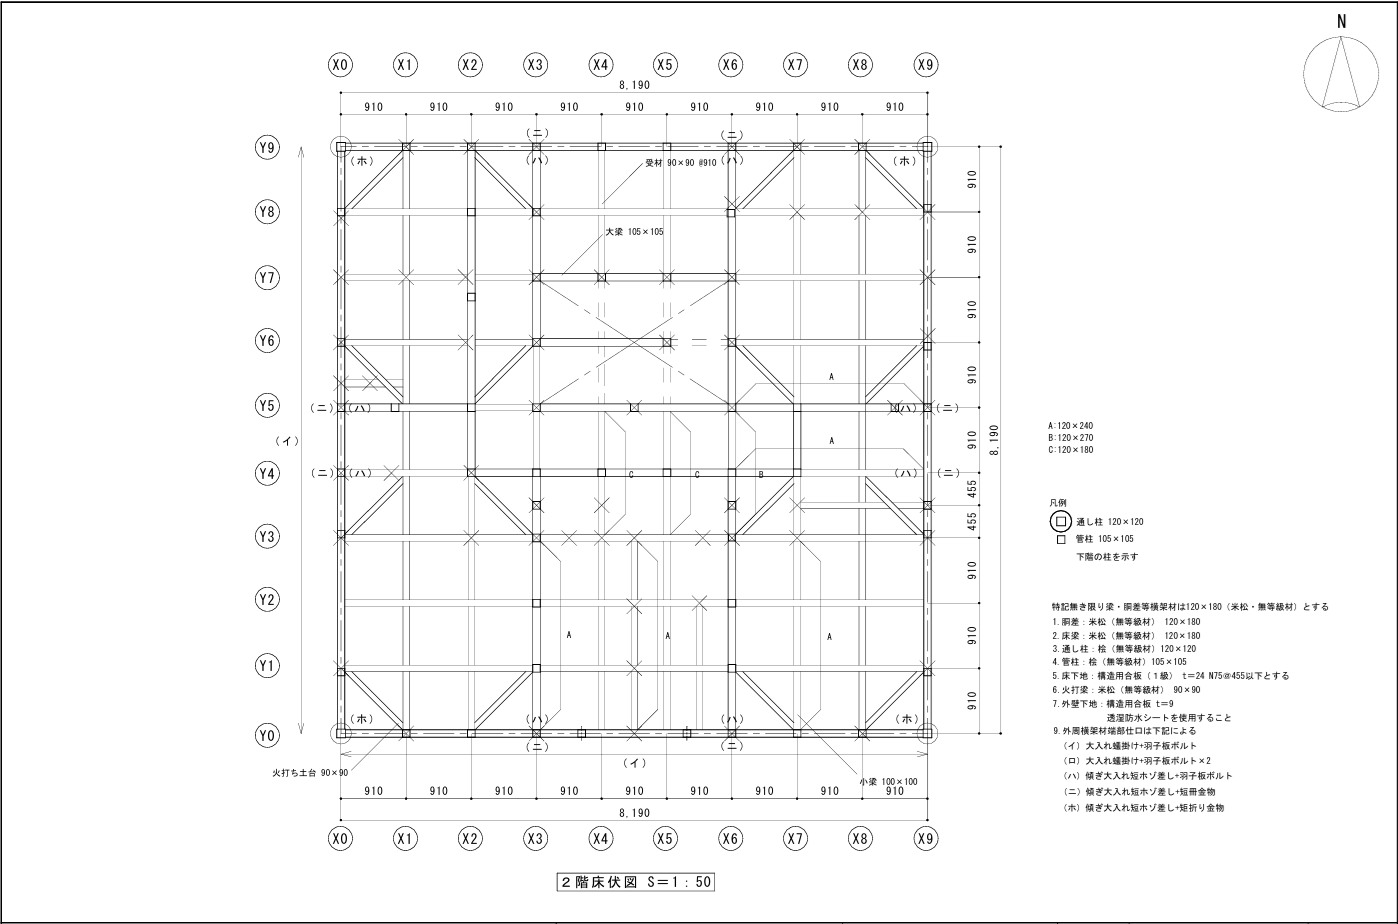 N
X0 X1 X2 X3 X4 X5 X6 X7 X8 X9
8,190
910 910 910 910 910 910 910 910 910
(ニ) (ニ)
Y9
(ホ) (ハ) (ハ) (ホ)
受材 90×90 @910
910
Y8
大梁 105×105
910
Y7
910
Y6
910
A
Y5
(ニ) (ハ) (ハ) (ニ)
A:120×240
B:120×270
C:120×180
(イ)
910
A
8,190
Y4
(ニ) (ハ) (ハ) (ニ)
C C B
455
凡例
通し柱 120×120
455
Y3
管柱 105×105
下階の柱を示す
910
Y2
特記無き限り梁・胴差等横架材は120×180(米松・無等級材)とする
1.胴差:米松(無等級材) 120×180
2.床梁:米松(無等級材) 120×180
3.通し柱:桧(無等級材)120×120
4.管柱:桧(無等級材)105×105
5.床下地:構造用合板(1級) t=24 N75@455以下とする
6.火打梁:米松(無等級材) 90×90
7.外壁下地:構造用合板 t=9
透湿防水シートを使用すること
9.外周横架材端部仕口は下記による
(イ)大入れ蟻掛け+羽子板ボルト
(ロ)大入れ蟻掛け+羽子板ボルト×2
(ハ)傾ぎ大入れ短ホゾ差し+羽子板ボルト
(ニ)傾ぎ大入れ短ホゾ差し+短冊金物
(ホ)傾ぎ大入れ短ホゾ差し+矩折り金物
A A A
910
Y1
910
(ホ) (ハ) (ハ) (ホ)
Y0
(ニ) (ニ)
(イ)
火打ち土台 90×90
小梁 100×100
910 910 910 910 910 910 910 910 910
8,190
X0 X1 X2 X3 X4 X5 X6 X7 X8 X9
2階床伏図 S=1:50